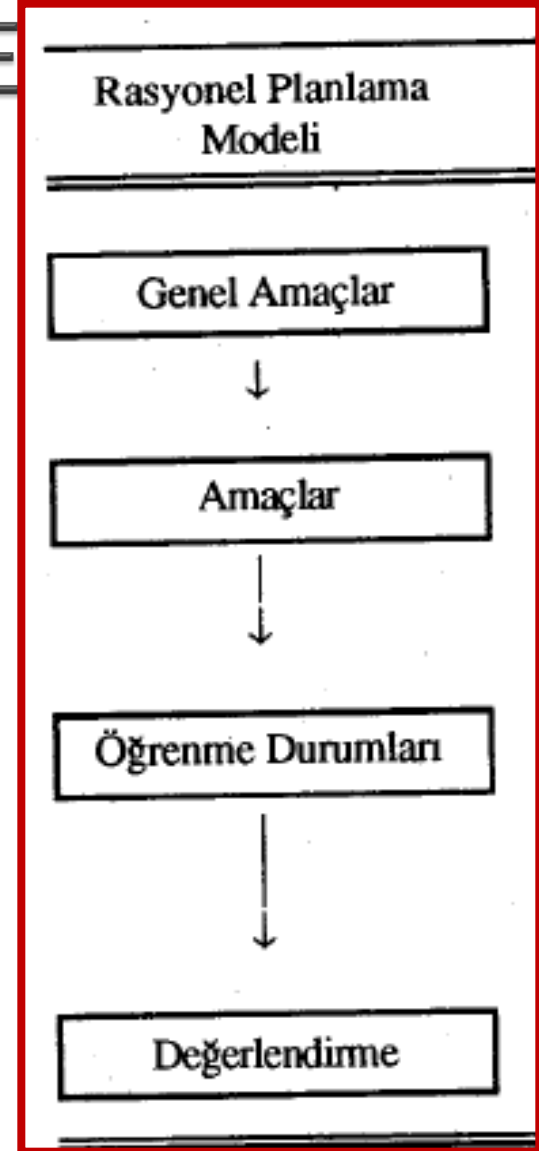 Rasyonel Planlama
Modeli
Genel Amaçlar
↓
Amaçlar
↓
Öğrenme Durumları
↓
Değerlendirme